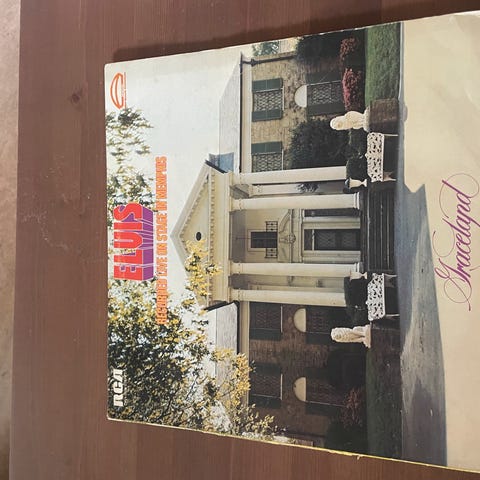 RCA
ELVIS
RECORDED LIVE ON STAGE IN MEMPHIS
Graceland